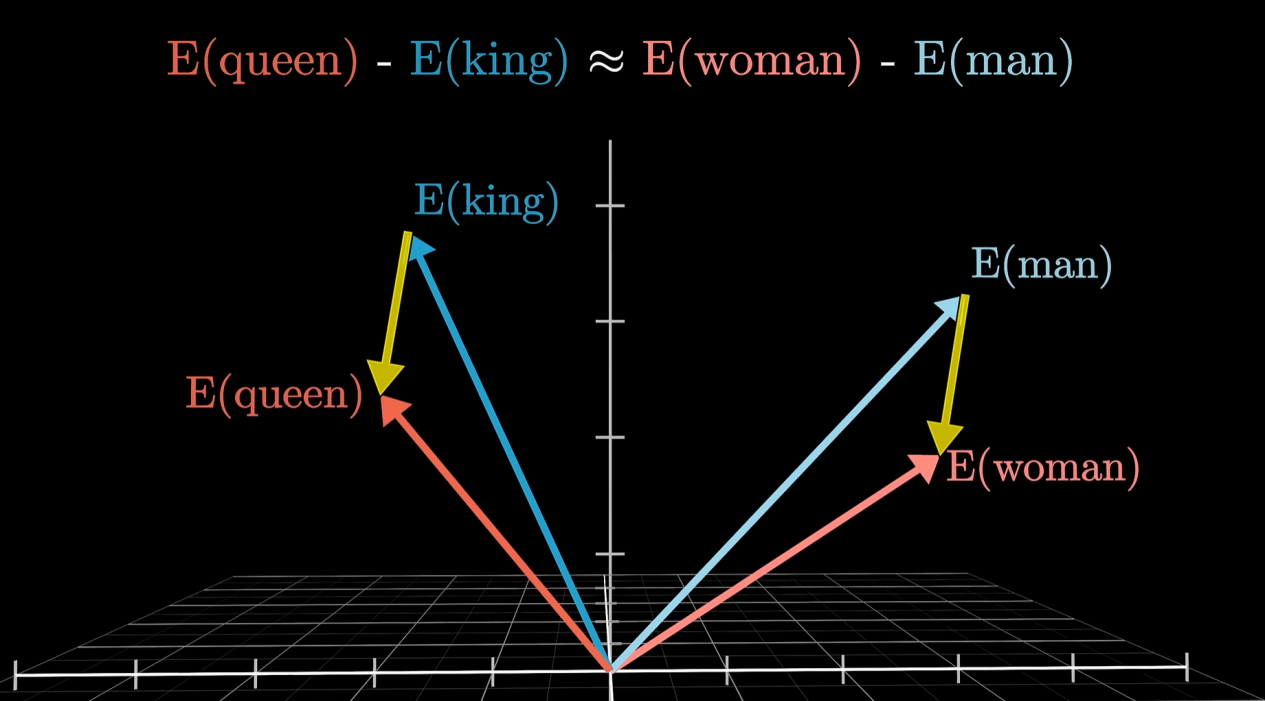 E(queen) - E(king) ≈ E(woman) - E(man)
E(king)
E(man)
E(queen)
E(woman)